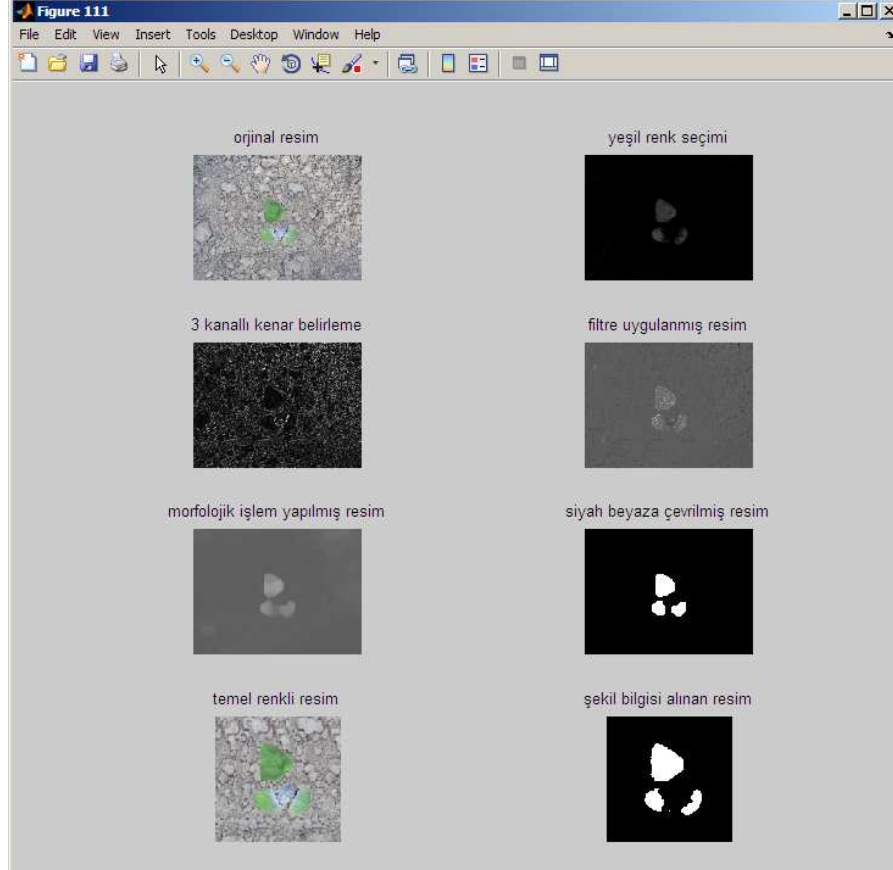 Figure 111
File Edit View Insert Tools Desktop Window Help
orjinal resim
yeşil renk seçimi
3 kanallı kenar belirleme
filtre uygulanmış resim
morfolojik işlem yapılmış resim
siyah beyaza çevrilmiş resim
temel renkli resim
şekil bilgisi alınan resim